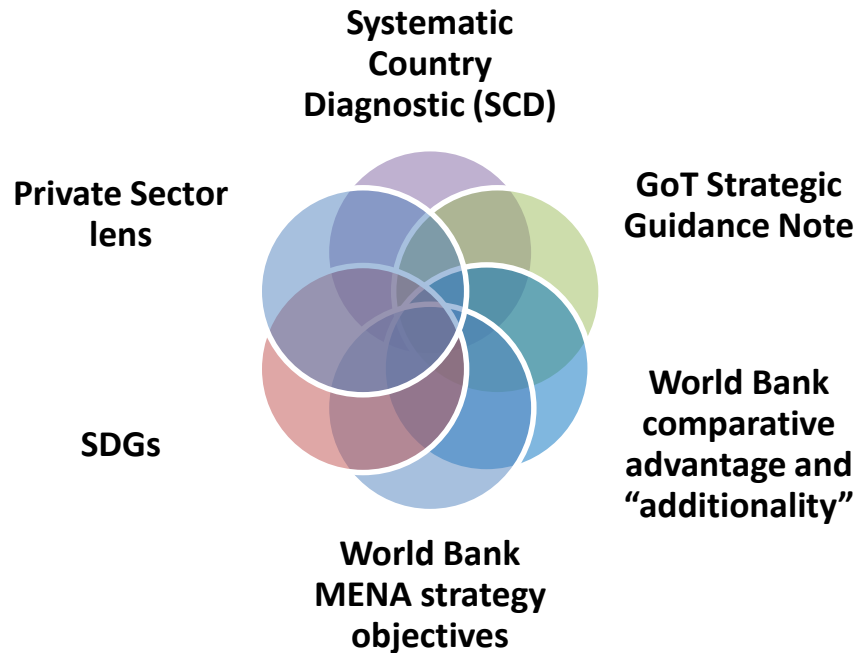 Systematic
Country
Diagnostic (SCD)
Private Sector
lens
GoT Strategic
Guidance Note
World Bank
comparative
advantage and
“additionality”
SDGs
World Bank
MENA strategy
objectives